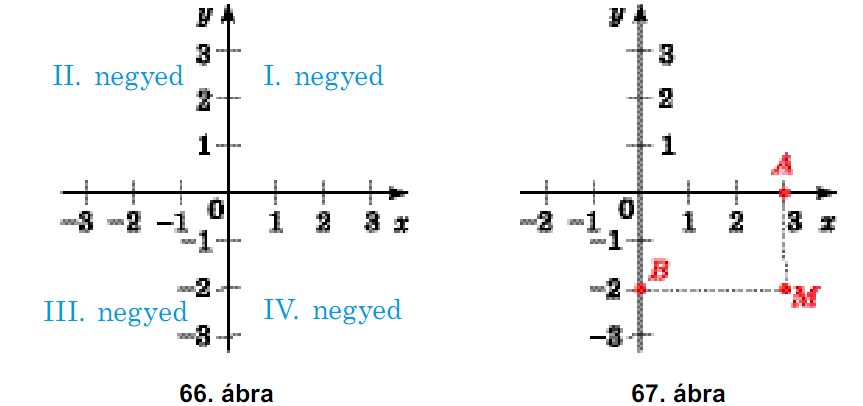 y
3
II. negyed
I. negyed
2
1
0
−3 −2 −1 1 2 3 x
−1
−2
III. negyed
IV. negyed
−3
66. ábra
y
3
2
1
A
0
−2 −1 1 2 3 x
−1
B
−2
M
−3
67. ábra